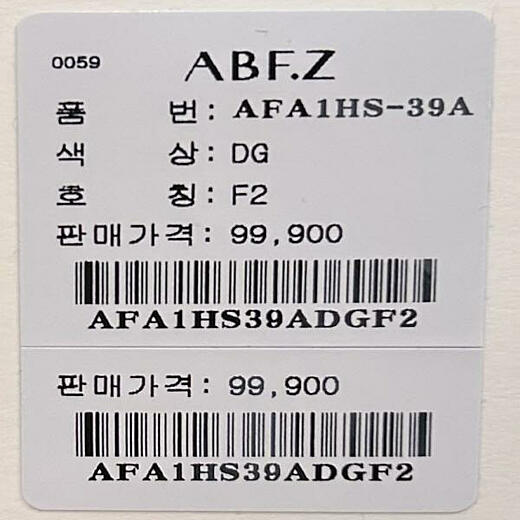 0059 ABF.Z
품 번: AFA1HS-39A
색 상: DG
호 칭: F2
판매가격: 99,900
AFA1HS39ADGF2
판매가격: 99,900
AFA1HS39ADGF2